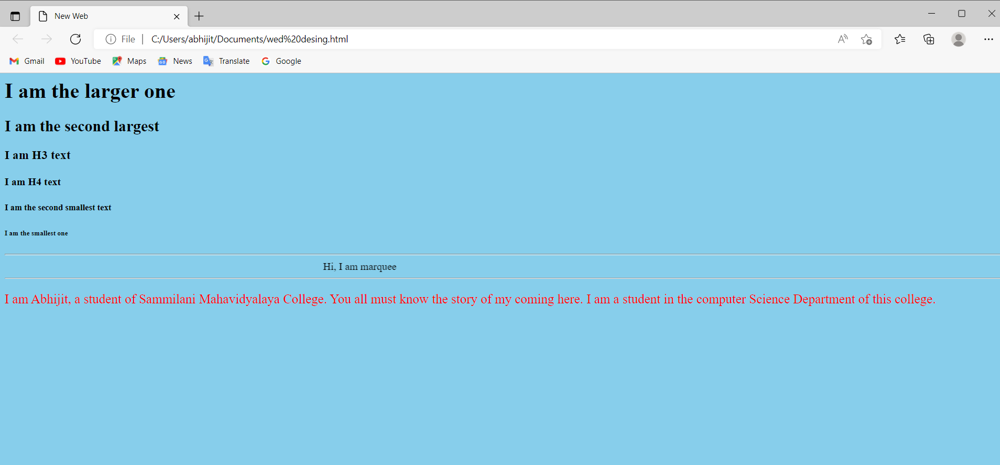 New Web
File | C:/Users/abhijit/Documents/wed%20desing.html
Gmail YouTube Maps News Translate Google
I am the larger one
I am the second largest
I am H3 text
I am H4 text
I am the second smallest text
I am the smallest one
Hi, I am marquee
I am Abhijit, a student of Sammilani Mahavidyalaya College. You all must know the story of my coming here. I am a student in the computer Science Department of this college.